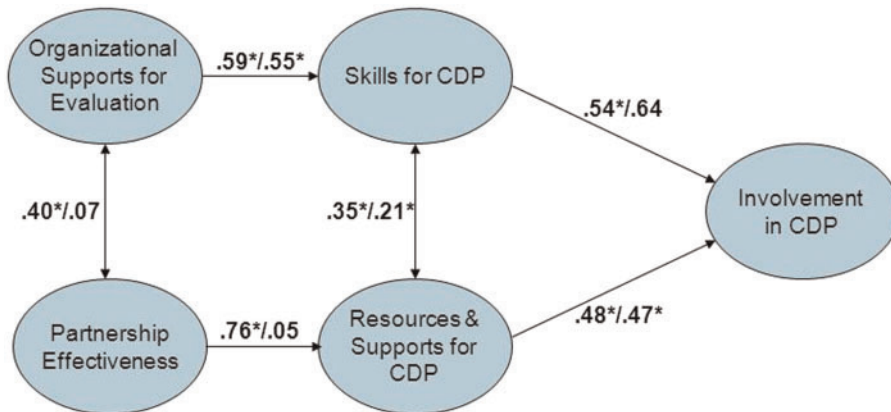 Organizational
Supports for
Evaluation
.59*/.55*
Skills for CDP
.54*/.64
.40*/.07
.35*/.21*
Involvement
in CDP
Partnership
Effectiveness
.76*/.05
Resources &
Supports for
CDP
.48*/.47*